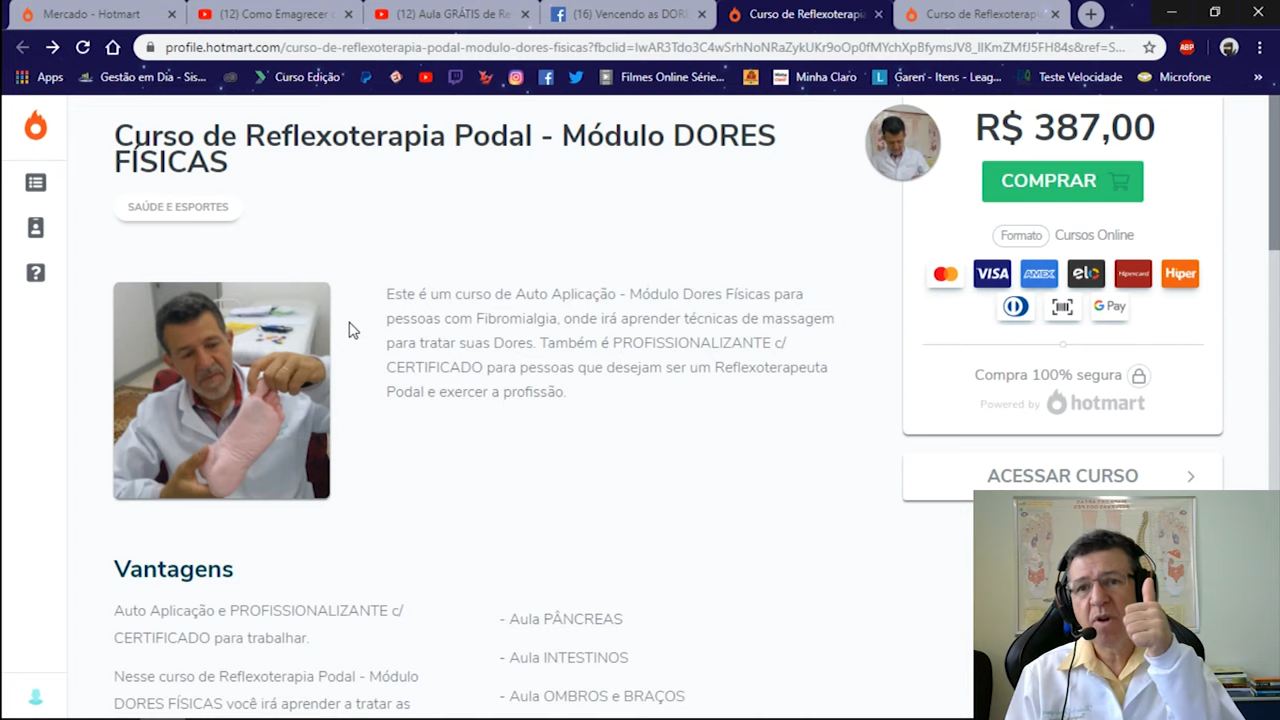 Mercado - Hotmart
(12) Como Emagrecer
(12) Aula GRÁTIS de Re
(16) Vencendo as DOR
Curso de Reflexoterapi
Curso de Reflexoterap
profile.hotmart.com/curso-de-reflexoterapia-podal-modulo-dores-fisicas?fbclid=IwAR3Tdo3C4wSrhNoNRaZykUKr9oOp0fMYchXpBfymsJV8_IlKmZMfJ5FH84s&ref=S...
Apps
Gestão em Dia - Sis...
Curso Edição
Filmes Online Série...
Minha Claro
Garen - Itens - Leag...
Teste Velocidade
Microfone
Curso de Reflexoterapia Podal - Módulo DORES
FÍSICAS
SAÚDE E ESPORTES
R$ 387,00
COMPRAR
Formato Cursos Online
VISA
AMEX
elo
Hipercard
Hiper
G Pay
Compra 100% segura
Powered by hotmart
ACESSAR CURSO
Este é um curso de Auto Aplicação - Módulo Dores Físicas para
pessoas com Fibromialgia, onde irá aprender técnicas de massagem
para tratar suas Dores. Também é PROFISSIONALIZANTE c/
CERTIFICADO para pessoas que desejam ser um Reflexoterapeuta
Podal e exercer a profissão.
Vantagens
Auto Aplicação e PROFISSIONALIZANTE c/
CERTIFICADO para trabalhar.
Nesse curso de Reflexoterapia Podal - Módulo
DORES FÍSICAS você irá aprender a tratar as
- Aula PÂNCREAS
- Aula INTESTINOS
- Aula OMBROS e BRAÇOS